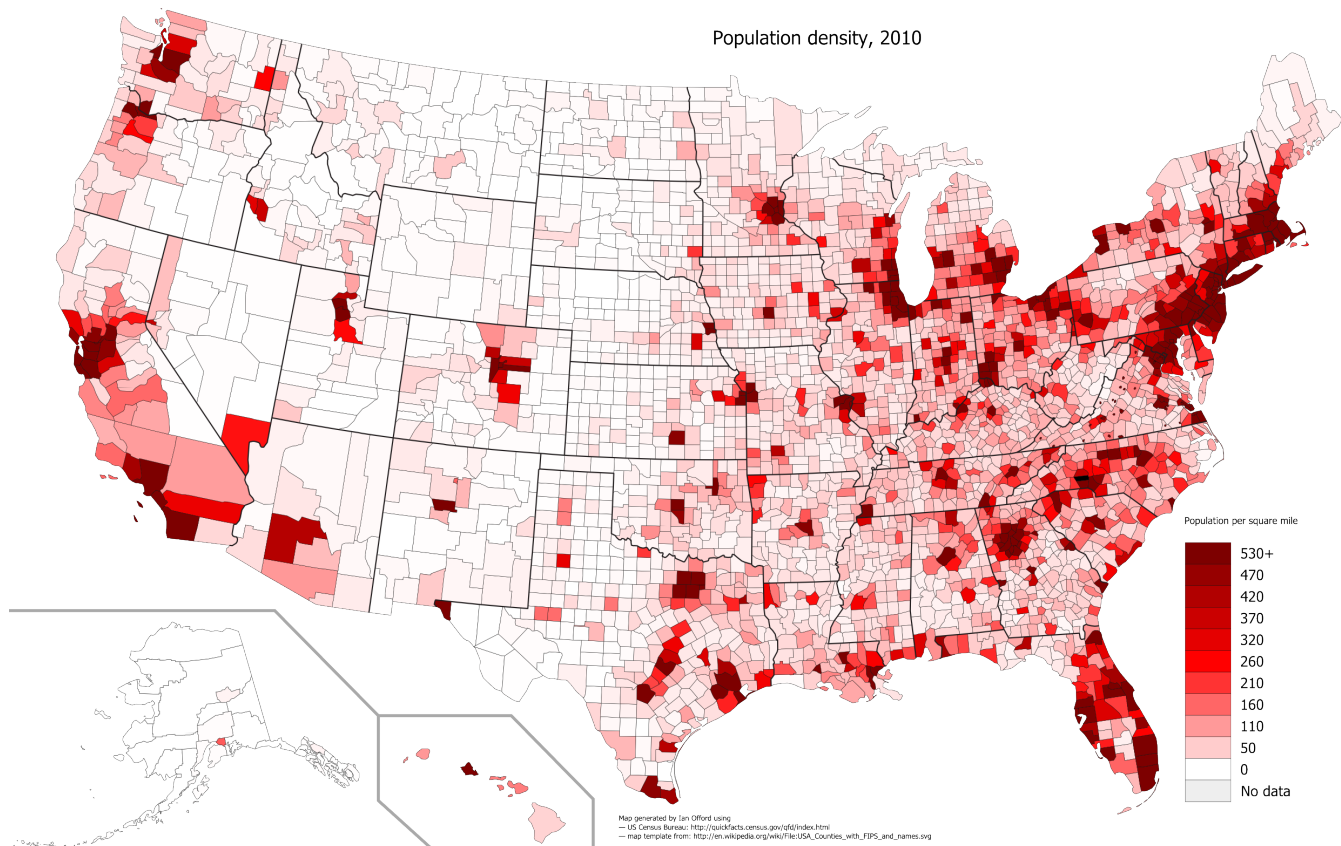 Population density, 2010
Population per square mile
530+
470
420
370
320
260
210
160
110
50
0
No data
Map generated by Ian Offord using
— US Census Bureau: http://quickfacts.census.gov/qfd/index.html
— map template from: http://en.wikipedia.org/wiki/File:USA_Counties_with_FIPS_and_names.svg